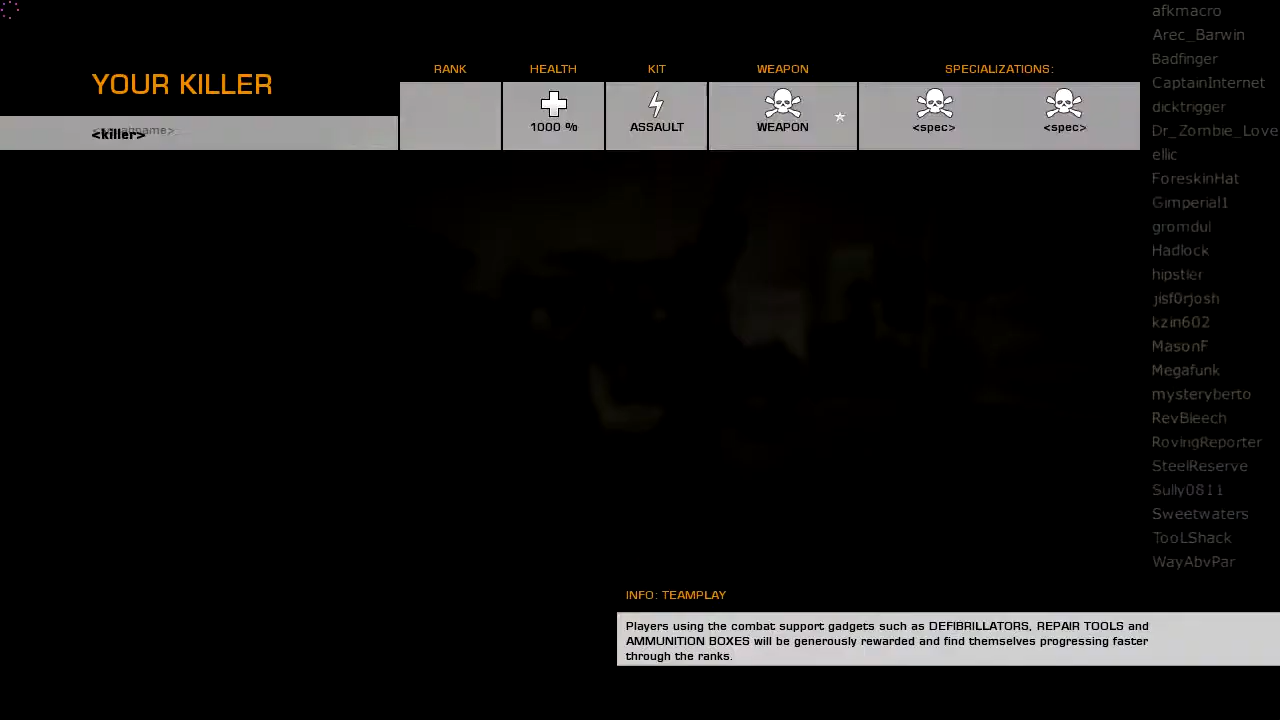 YOUR KILLER
<killer>
RANK
HEALTH
1000 %
KIT
ASSAULT
WEAPON
WEAPON
SPECIALIZATIONS:
<spec>
<spec>
afkmacro
Arec_Barwin
Badfinger
CaptainInternet
dicktrigger
Dr_Zombie_Love
ellic
ForeskinHat
Gimperial1
gromdul
Hadlock
hipstler
jisf0rJosh
kzin602
MasonF
Megafunk
mysteryberto
RevBleech
RovingReporter
SteelReserve
Sully0811
Sweetwaters
TooLShack
WayAbvPar
INFO: TEAMPLAY
Players using the combat support gadgets such as DEFIBRILLATORS, REPAIR TOOLS and
AMMUNITION BOXES will be generously rewarded and find themselves progressing faster
through the ranks.